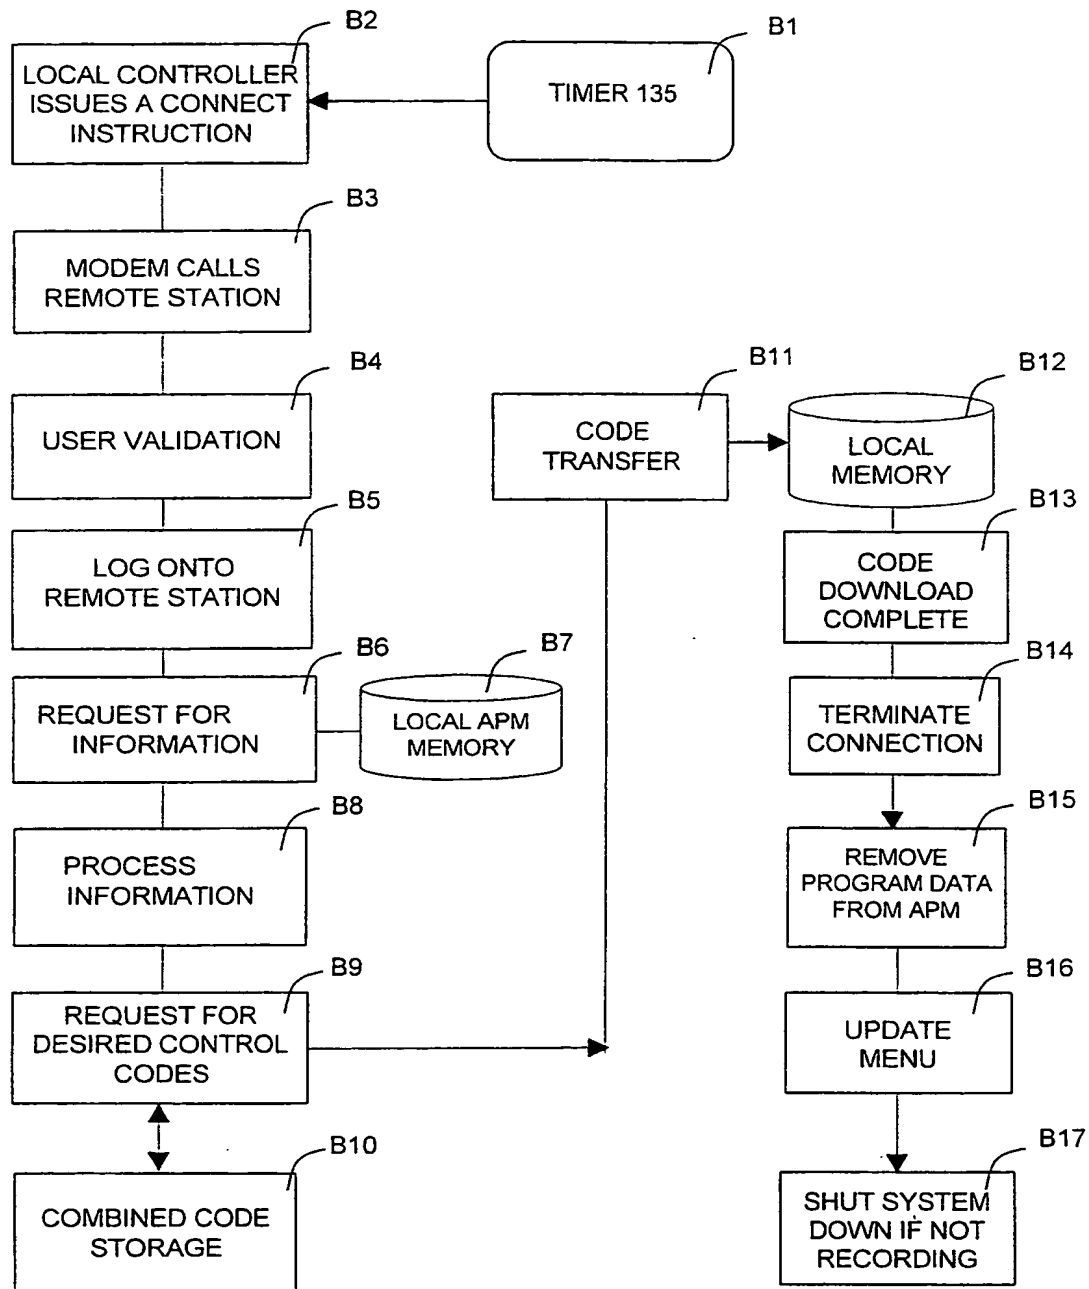 B2
LOCAL CONTROLLER
ISSUES A CONNECT
INSTRUCTION
B1
TIMER 135
B3
MODEM CALLS
REMOTE STATION
B4
USER VALIDATION
B5
LOG ONTO
REMOTE STATION
B6
REQUEST FOR
INFORMATION
B7
LOCAL APM
MEMORY
B8
PROCESS
INFORMATION
B9
REQUEST FOR
DESIRED CONTROL
CODES
B10
COMBINED CODE
STORAGE
B11
CODE
TRANSFER
B12
LOCAL
MEMORY
B13
CODE
DOWNLOAD
COMPLETE
B14
TERMINATE
CONNECTION
B15
REMOVE
PROGRAM DATA
FROM APM
B16
UPDATE
MENU
B17
SHUT SYSTEM
DOWN IF NOT
RECORDING